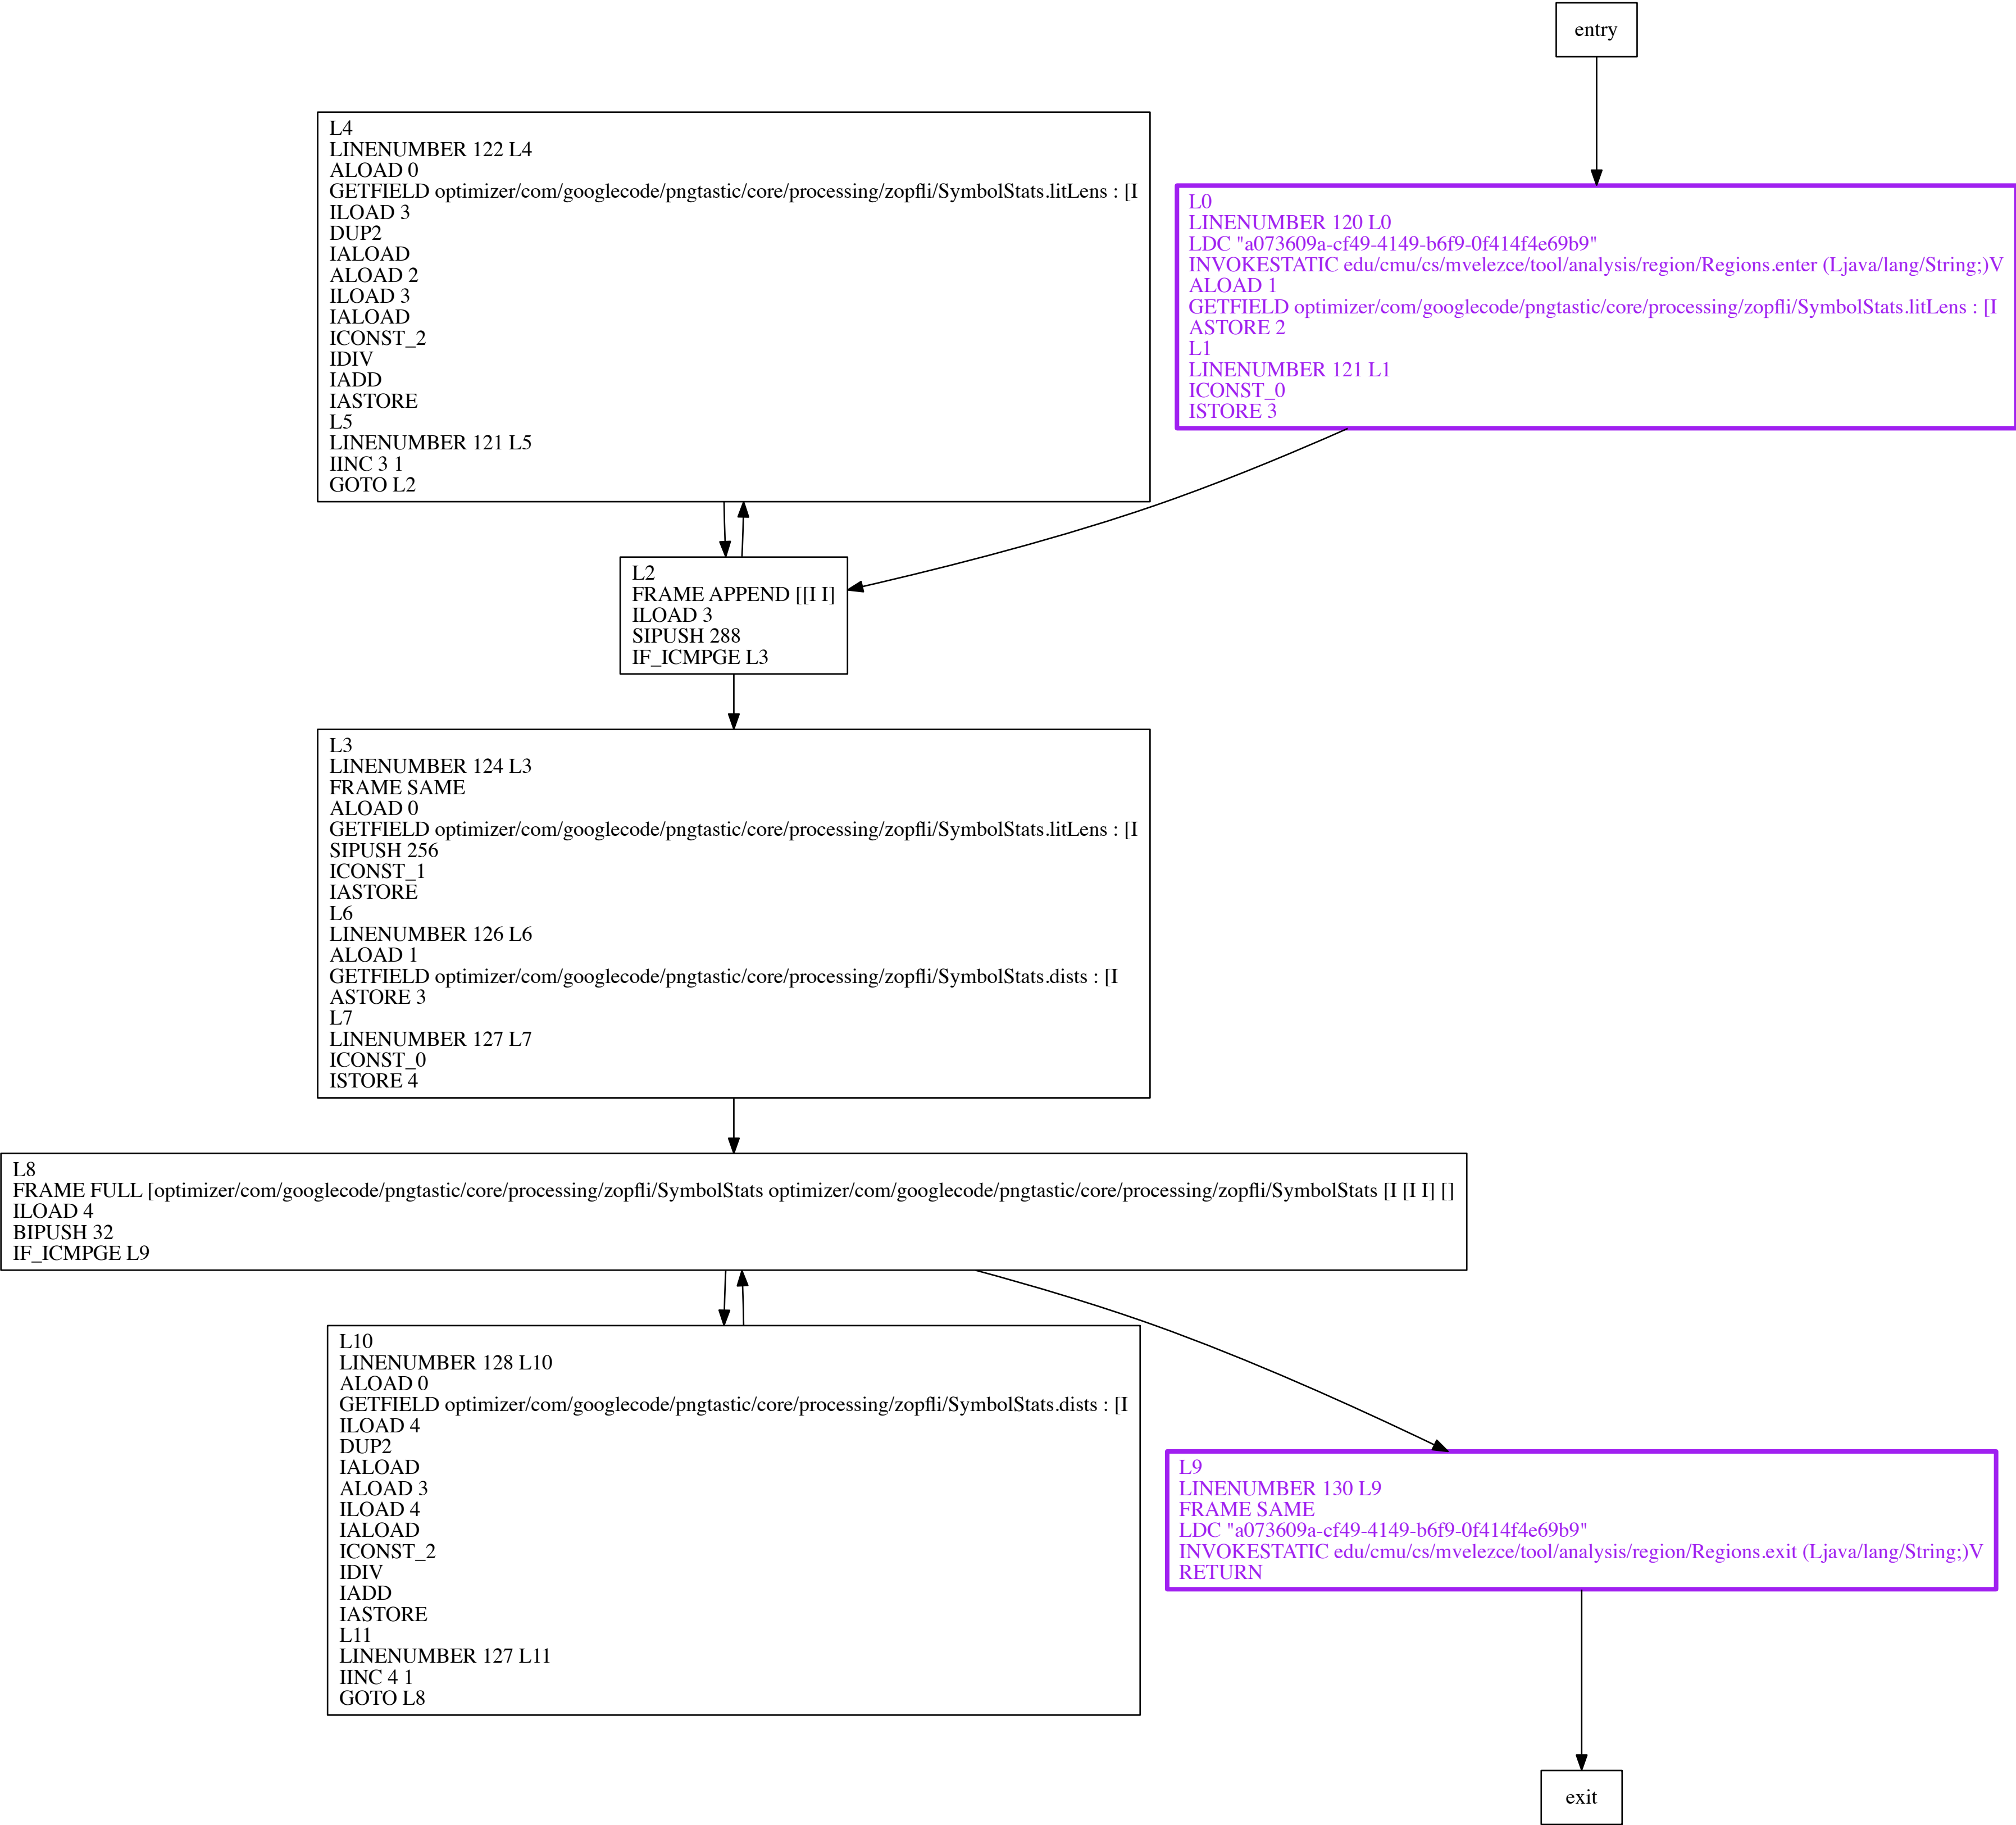 entry
L4
LINENUMBER 122 L4
ALOAD 0
GETFIELD optimizer/com/googlecode/pngtastic/core/processing/zopfli/SymbolStats.litLens : [I
ILOAD 3
DUP2
IALOAD
ALOAD 2
ILOAD 3
IALOAD
ICONST_2
IDIV
IADD
IASTORE
L5
LINENUMBER 121 L5
IINC 3 1
GOTO L2
L0
LINENUMBER 120 L0
LDC "a073609a-cf49-4149-b6f9-0f414f4e69b9"
INVOKESTATIC edu/cmu/cs/mvelezce/tool/analysis/region/Regions.enter (Ljava/lang/String;)V
ALOAD 1
GETFIELD optimizer/com/googlecode/pngtastic/core/processing/zopfli/SymbolStats.litLens : [I
ASTORE 2
L1
LINENUMBER 121 L1
ICONST_0
ISTORE 3
L2
FRAME APPEND [[I I]
ILOAD 3
SIPUSH 288
IF_ICMPGE L3
L3
LINENUMBER 124 L3
FRAME SAME
ALOAD 0
GETFIELD optimizer/com/googlecode/pngtastic/core/processing/zopfli/SymbolStats.litLens : [I
SIPUSH 256
ICONST_1
IASTORE
L6
LINENUMBER 126 L6
ALOAD 1
GETFIELD optimizer/com/googlecode/pngtastic/core/processing/zopfli/SymbolStats.dists : [I
ASTORE 3
L7
LINENUMBER 127 L7
ICONST_0
ISTORE 4
L8
FRAME FULL [optimizer/com/googlecode/pngtastic/core/processing/zopfli/SymbolStats optimizer/com/googlecode/pngtastic/core/processing/zopfli/SymbolStats [I [I I] []
ILOAD 4
BIPUSH 32
IF_ICMPGE L9
L10
LINENUMBER 128 L10
ALOAD 0
GETFIELD optimizer/com/googlecode/pngtastic/core/processing/zopfli/SymbolStats.dists : [I
ILOAD 4
DUP2
IALOAD
ALOAD 3
ILOAD 4
IALOAD
ICONST_2
IDIV
IADD
IASTORE
L11
LINENUMBER 127 L11
IINC 4 1
GOTO L8
L9
LINENUMBER 130 L9
FRAME SAME
LDC "a073609a-cf49-4149-b6f9-0f414f4e69b9"
INVOKESTATIC edu/cmu/cs/mvelezce/tool/analysis/region/Regions.exit (Ljava/lang/String;)V
RETURN
exit